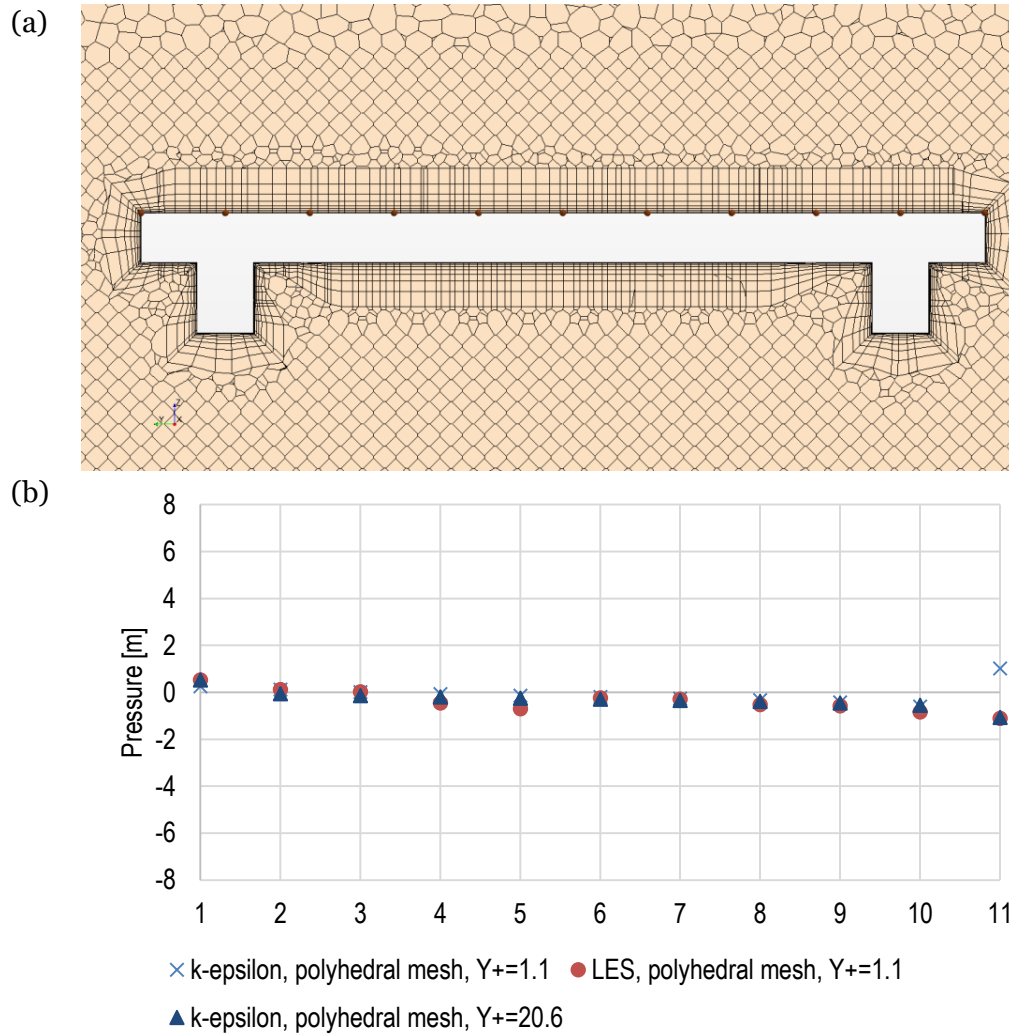 (a)
Z
Y X
(b)
8
6
4
2
0
-2
-4
-6
-8
Pressure [m]
1 2 3 4 5 6 7 8 9 10 11
k-epsilon, polyhedral mesh, Y+=1.1 LES, polyhedral mesh, Y+=1.1
k-epsilon, polyhedral mesh, Y+=20.6